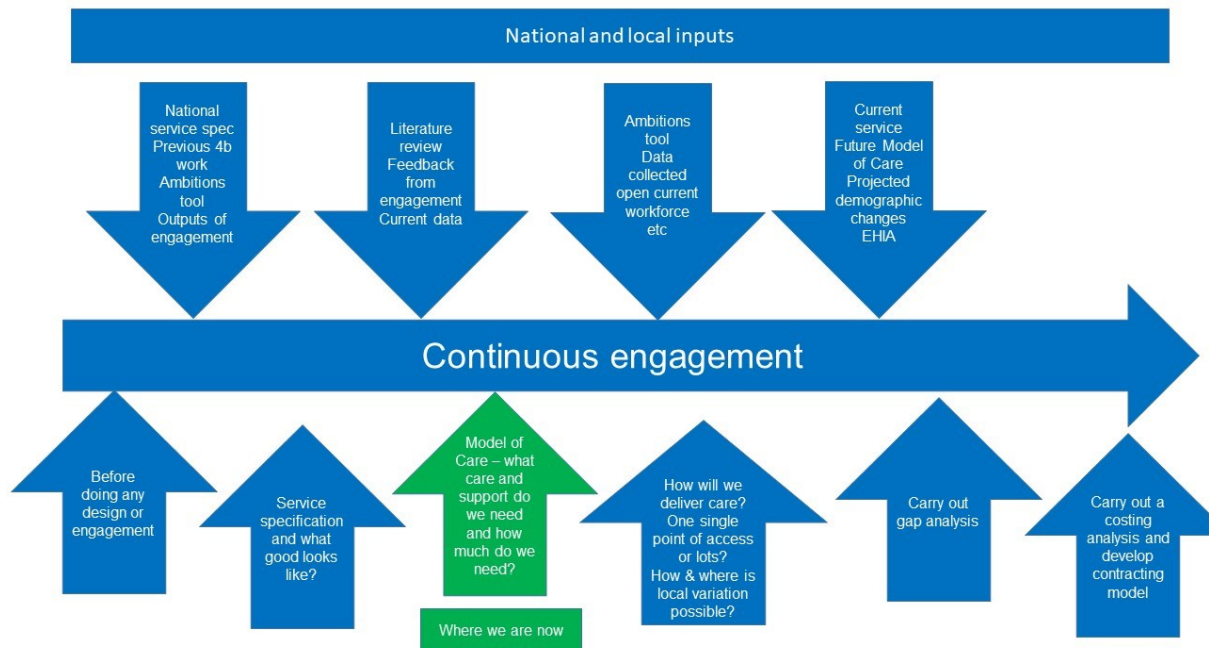 National and local inputs
National
service spec
Previous 4b
work
Ambitions
tool
Outputs of
engagement
Literature
review
Feedback
from
engagement
Current data
Ambitions
tool
Data
collected
open current
workforce
etc
Current
service
Future Model
of Care
Projected
demographic
changes
EHIA
Continuous engagement
Before
doing any
design or
engagement
Service
specification
and what
good looks
like?
Model of
Care – what
care and
support do
we need
and how
much do we
need?
How will we
deliver care?
One single
point of access
or lots?
How & where is
local variation
possible?
Carry out
gap analysis
Carry out a
costing
analysis and
develop
contracting
model
Where we are now